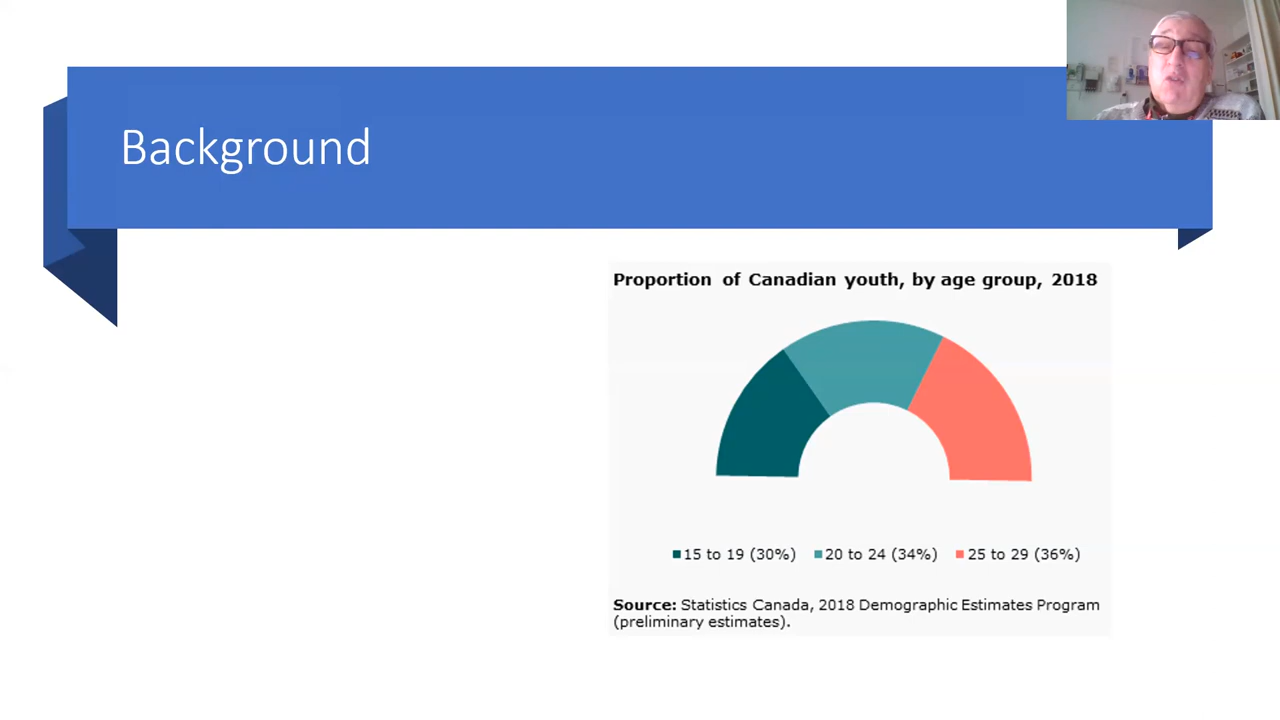 Background
Proportion of Canadian youth, by age group, 2018
15 to 19 (30%) 20 to 24 (34%) 25 to 29 (36%)
Source: Statistics Canada, 2018 Demographic Estimates Program
(preliminary estimates).